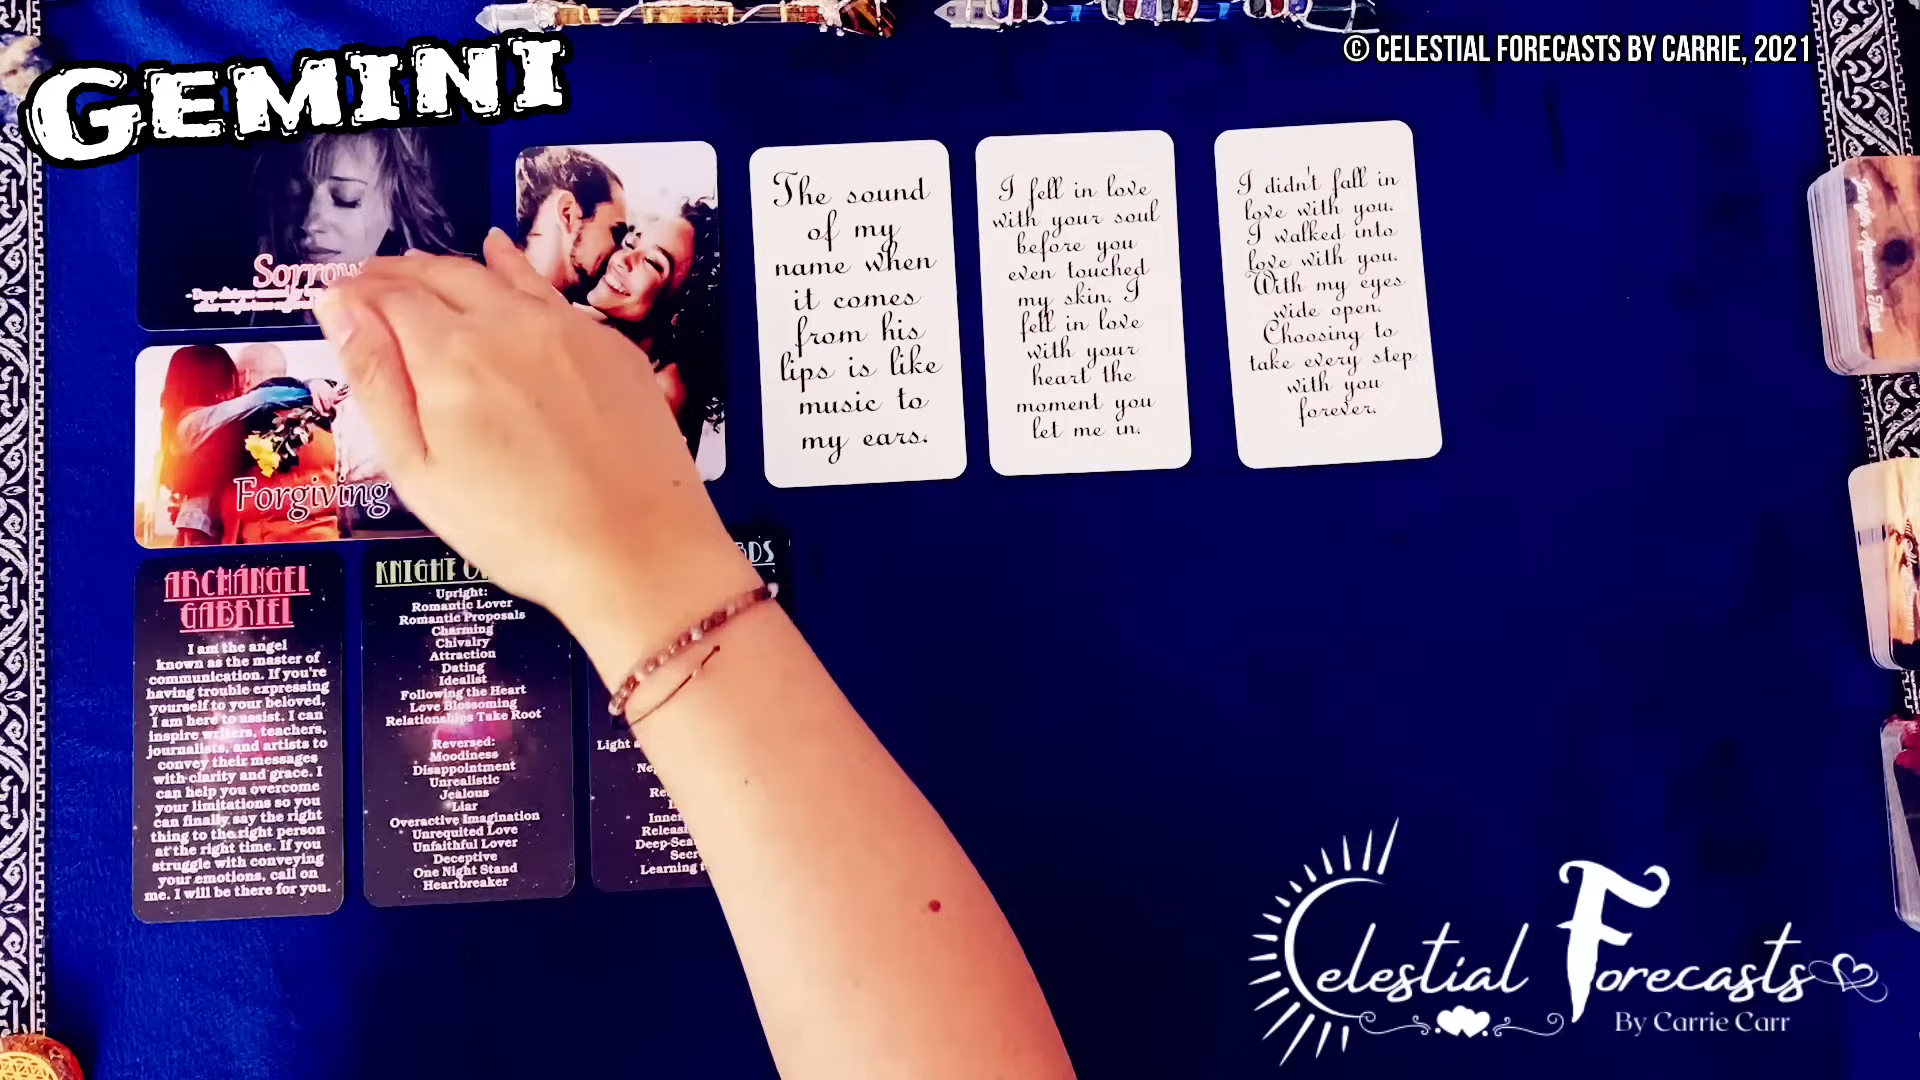 GEMINI
© CELESTIAL FORECASTS BY CARRIE, 2021
Sorrow
Forgiving
The sound
of my
name when
it comes
from his
lips is like
music to
my ears.
I fell in love
with your soul
before you
even touched
my skin. I
fell in love
with your
heart the
moment you
let me in.
I didn't fall in
love with you.
I walked into
love with you.
With my eyes
wide open.
Choosing to
take every step
with you
forever.
ARCHANGEL
GABRIEL
I am the angel
known as the master of
communication. If you're
having trouble expressing
yourself to your beloved,
I am here to assist. I can
inspire writers, teachers,
journalists, and artists to
convey their messages
with clarity and grace. I
can help you overcome
your limitations so you
can finally say the right
thing to the right person
at the right time. If you
struggle with conveying
your emotions, call on
me. I will be there for you.
KNIGHT O
Upright:
Romantic Lover
Romantic Proposals
Charming
Chivalry
Attraction
Dating
Idealist
Following the Heart
Love Blossoming
Relationships Take Root
Reversed:
Moodiness
Disappointment
Unrealistic
Jealous
Liar
Overactive Imagination
Unrequited Love
Unfaithful Lover
Deceptive
One Night Stand
Heartbreaker
Light
Inner
Releas
Deep-Sea
Secr
Learning
Celestial Forecasts
By Carrie Carr